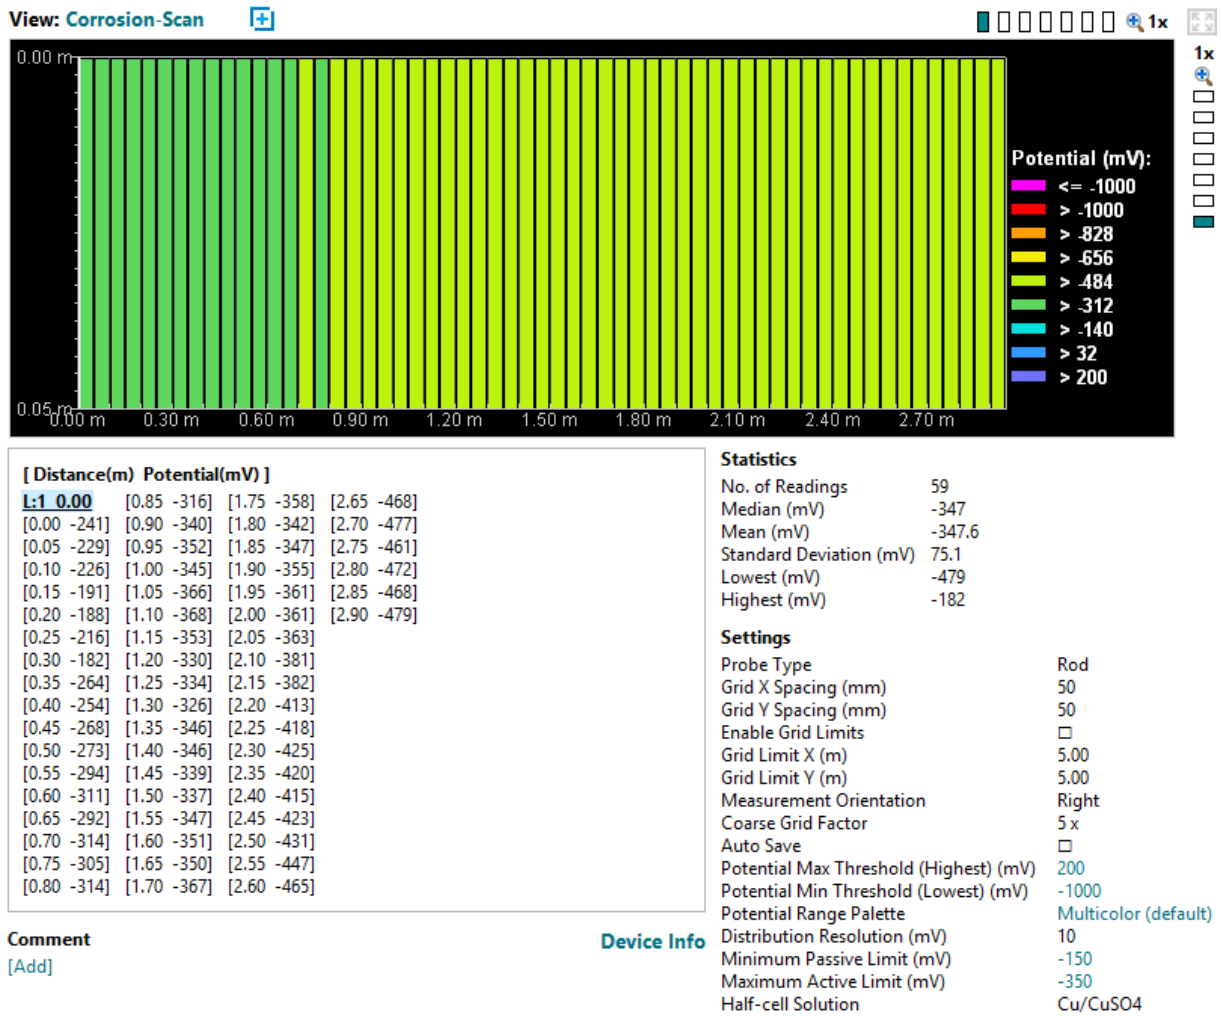 View: Corrosion-Scan
1x
1x
0.00 m
0.05 m
0.00 m 0.30 m 0.60 m 0.90 m 1.20 m 1.50 m 1.80 m 2.10 m 2.40 m 2.70 m
Potential (mV):
<= -1000
> -1000
> -828
> -656
> -484
> -312
> -140
> 32
> 200
[ Distance(m) Potential(mV) ]
L:1 0.00 [0.85 -316] [1.75 -358] [2.65 -468]
[0.00 -241] [0.90 -340] [1.80 -342] [2.70 -477]
[0.05 -229] [0.95 -352] [1.85 -347] [2.75 -461]
[0.10 -226] [1.00 -345] [1.90 -355] [2.80 -472]
[0.15 -191] [1.05 -366] [1.95 -361] [2.85 -468]
[0.20 -188] [1.10 -368] [2.00 -361] [2.90 -479]
[0.25 -216] [1.15 -353] [2.05 -363]
[0.30 -182] [1.20 -330] [2.10 -381]
[0.35 -264] [1.25 -334] [2.15 -382]
[0.40 -254] [1.30 -326] [2.20 -413]
[0.45 -268] [1.35 -346] [2.25 -418]
[0.50 -273] [1.40 -346] [2.30 -425]
[0.55 -294] [1.45 -339] [2.35 -420]
[0.60 -311] [1.50 -337] [2.40 -415]
[0.65 -292] [1.55 -347] [2.45 -423]
[0.70 -314] [1.60 -351] [2.50 -431]
[0.75 -305] [1.65 -350] [2.55 -447]
[0.80 -314] [1.70 -367] [2.60 -465]
Comment
[Add]
Device Info
Statistics
No. of Readings 59
Median (mV) -347
Mean (mV) -347.6
Standard Deviation (mV) 75.1
Lowest (mV) -479
Highest (mV) -182
Settings
Probe Type Rod
Grid X Spacing (mm) 50
Grid Y Spacing (mm) 50
Enable Grid Limits
Grid Limit X (m) 5.00
Grid Limit Y (m) 5.00
Measurement Orientation Right
Coarse Grid Factor 5 x
Auto Save
Potential Max Threshold (Highest) (mV) 200
Potential Min Threshold (Lowest) (mV) -1000
Potential Range Palette Multicolor (default)
Distribution Resolution (mV) 10
Minimum Passive Limit (mV) -150
Maximum Active Limit (mV) -350
Half-cell Solution Cu/CuSO4